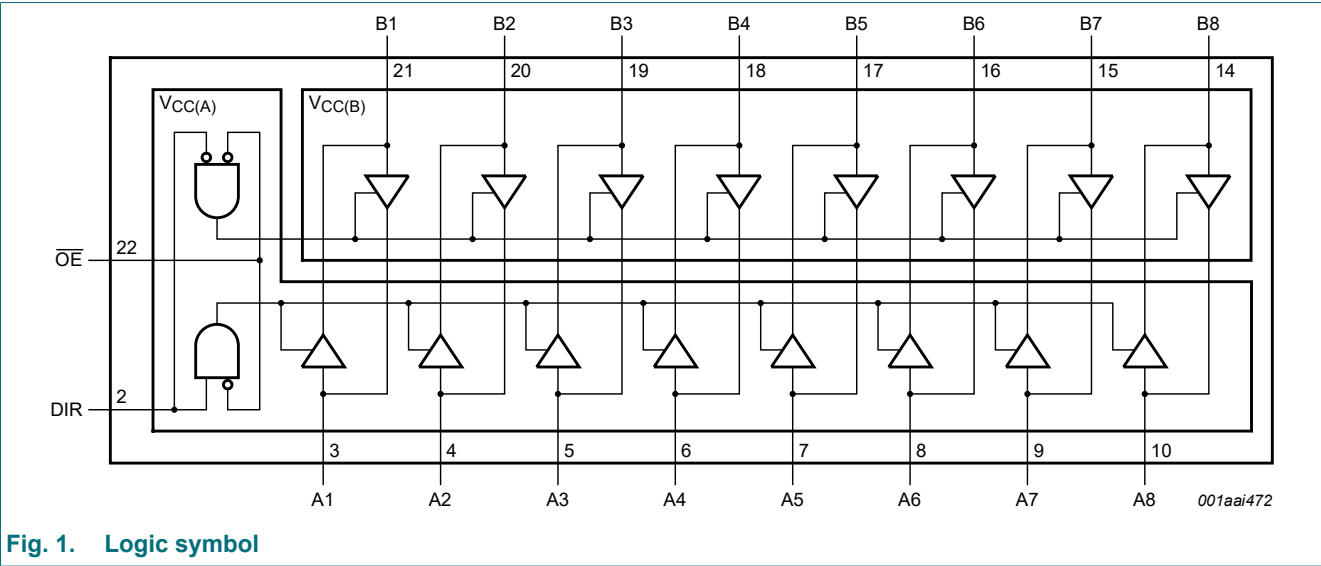 B1 B2 B3 B4 B5 B6 B7 B8
21 20 19 18 17 16 15 14
VCC(A) VCC(B)
22
OE
2
DIR
3 4 5 6 7 8 9 10
A1 A2 A3 A4 A5 A6 A7 A8 001aai472
Fig. 1. Logic symbol